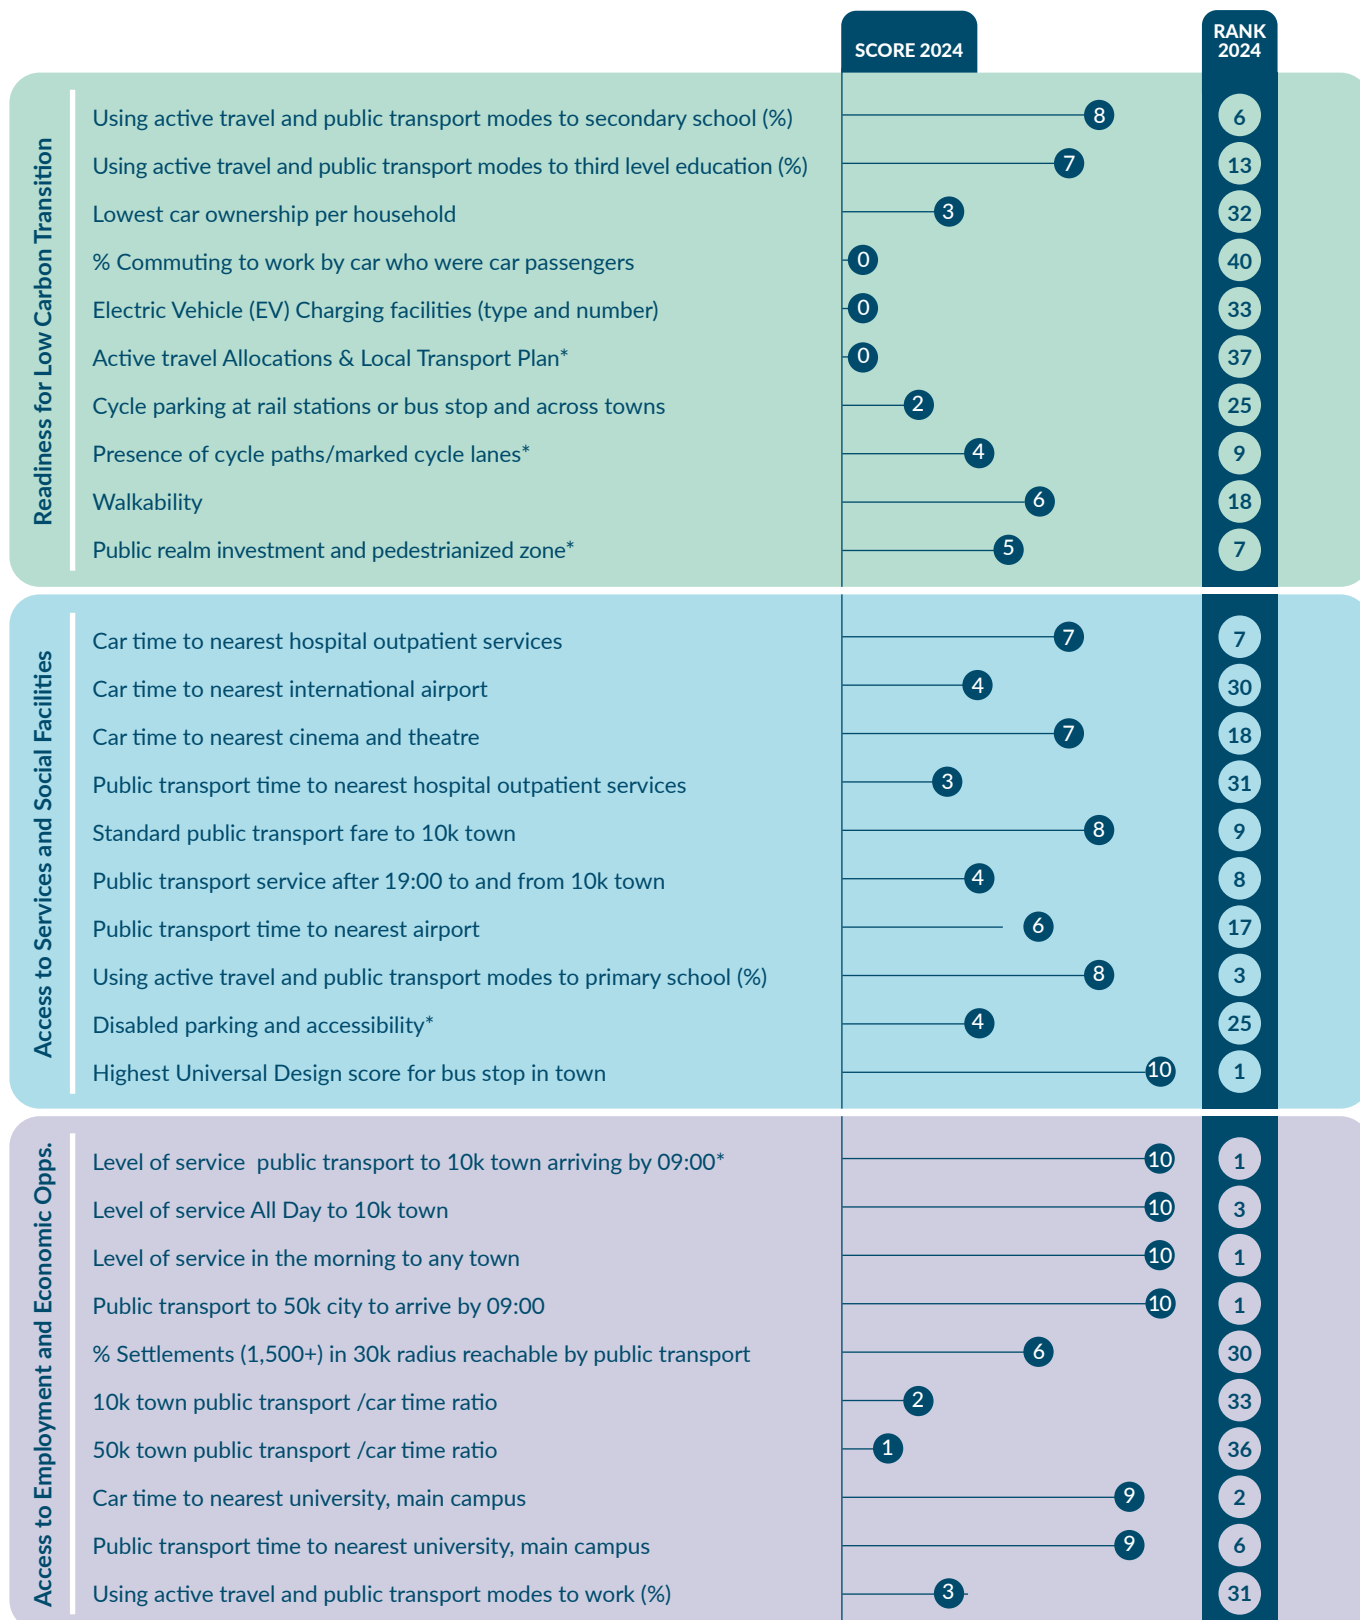 SCORE 2024
RANK
2024
Readiness for Low Carbon Transition
Using active travel and public transport modes to secondary school (%) 8 6
Using active travel and public transport modes to third level education (%) 7 13
Lowest car ownership per household 3 32
% Commuting to work by car who were car passengers 0 40
Electric Vehicle (EV) Charging facilities (type and number) 0 33
Active travel Allocations & Local Transport Plan* 0 37
Cycle parking at rail stations or bus stop and across towns 2 25
Presence of cycle paths/marked cycle lanes* 4 9
Walkability 6 18
Public realm investment and pedestrianized zone* 5 7
Access to Services and Social Facilities
Car time to nearest hospital outpatient services 7 7
Car time to nearest international airport 4 30
Car time to nearest cinema and theatre 7 18
Public transport time to nearest hospital outpatient services 3 31
Standard public transport fare to 10k town 8 9
Public transport service after 19:00 to and from 10k town 4 8
Public transport time to nearest airport 6 17
Using active travel and public transport modes to primary school (%) 8 3
Disabled parking and accessibility* 4 25
Highest Universal Design score for bus stop in town 10 1
Access to Employment and Economic Opps.
Level of service public transport to 10k town arriving by 09:00* 10 1
Level of service All Day to 10k town 10 3
Level of service in the morning to any town 10 1
Public transport to 50k city to arrive by 09:00 10 1
% Settlements (1,500+) in 30k radius reachable by public transport 6 30
10k town public transport /car time ratio 2 33
50k town public transport /car time ratio 1 36
Car time to nearest university, main campus 9 2
Public transport time to nearest university, main campus 9 6
Using active travel and public transport modes to work (%) 3 31